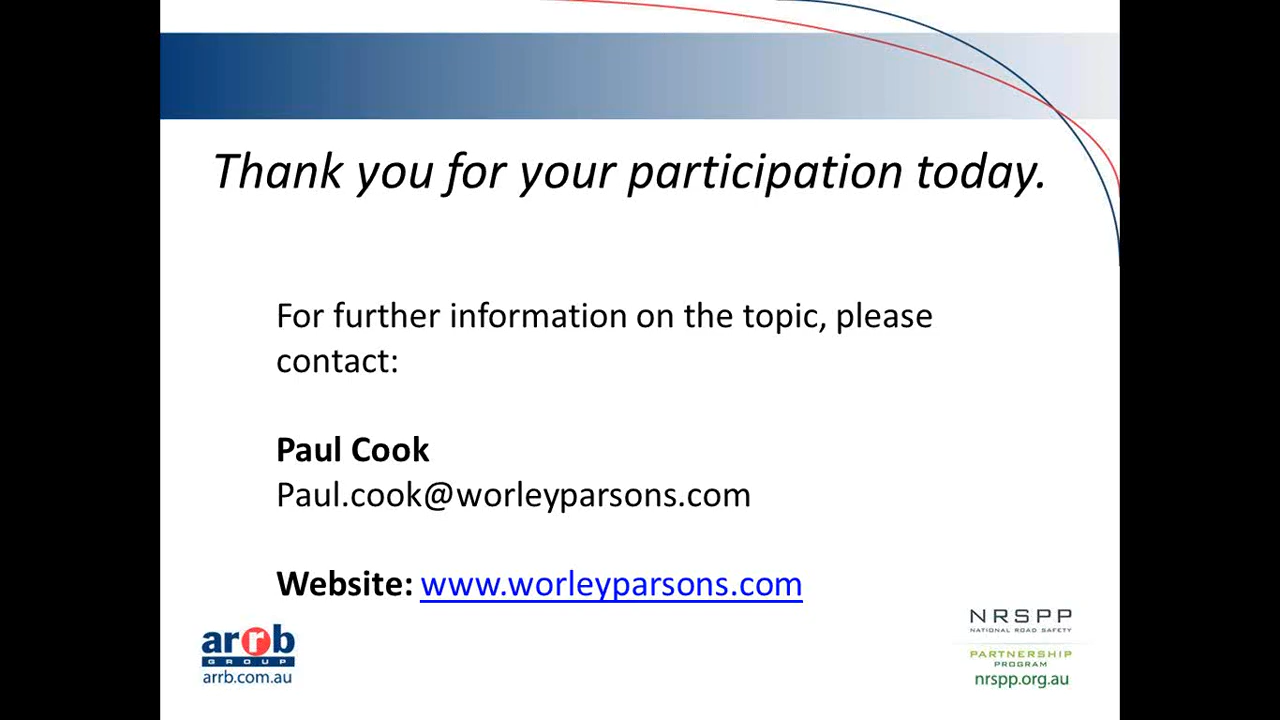 Thank you for your participation today.
For further information on the topic, please
contact:
Paul Cook
Paul.cook@worleyparsons.com
Website: www.worleyparsons.com
arrb
GROUP
arrb.com.au
NRSPP
NATIONAL ROAD SAFETY
PARTNERSHIP
PROGRAM
nrspp.org.au